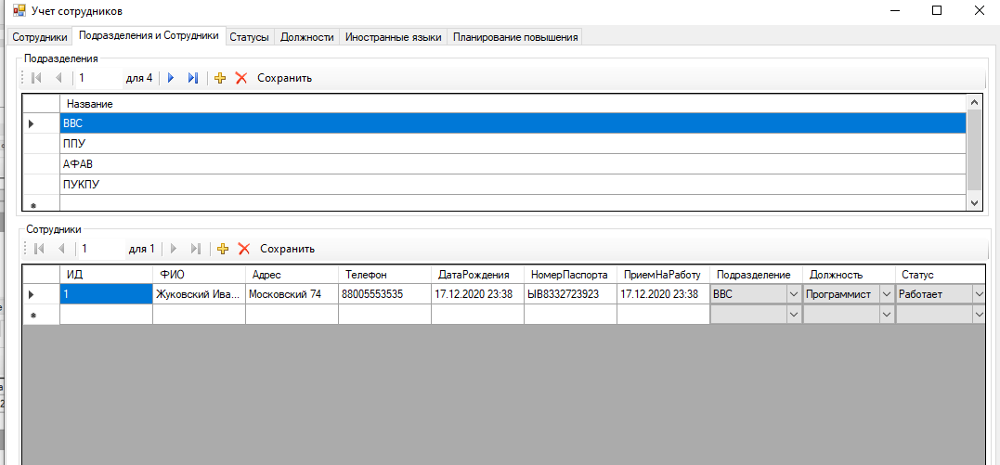 Учет сотрудников
Сотрудники Подразделения и Сотрудники Статусы Должности Иностранные языки Планирование повышения
Подразделения
1 для 4 Сохранить
Название
ВВС
ППУ
АФАВ
ПУКПУ
*
Сотрудники
1 для 1 Сохранить
ИД ФИО Адрес Телефон ДатаРождения НомерПаспорта ПриемНаРаботу Подразделение Должность Статус
1 Жуковский Ива... Московский 74 88005553535 17.12.2020 23:38 ЫВ8332723923 17.12.2020 23:38 ВВС Программист Работает
*